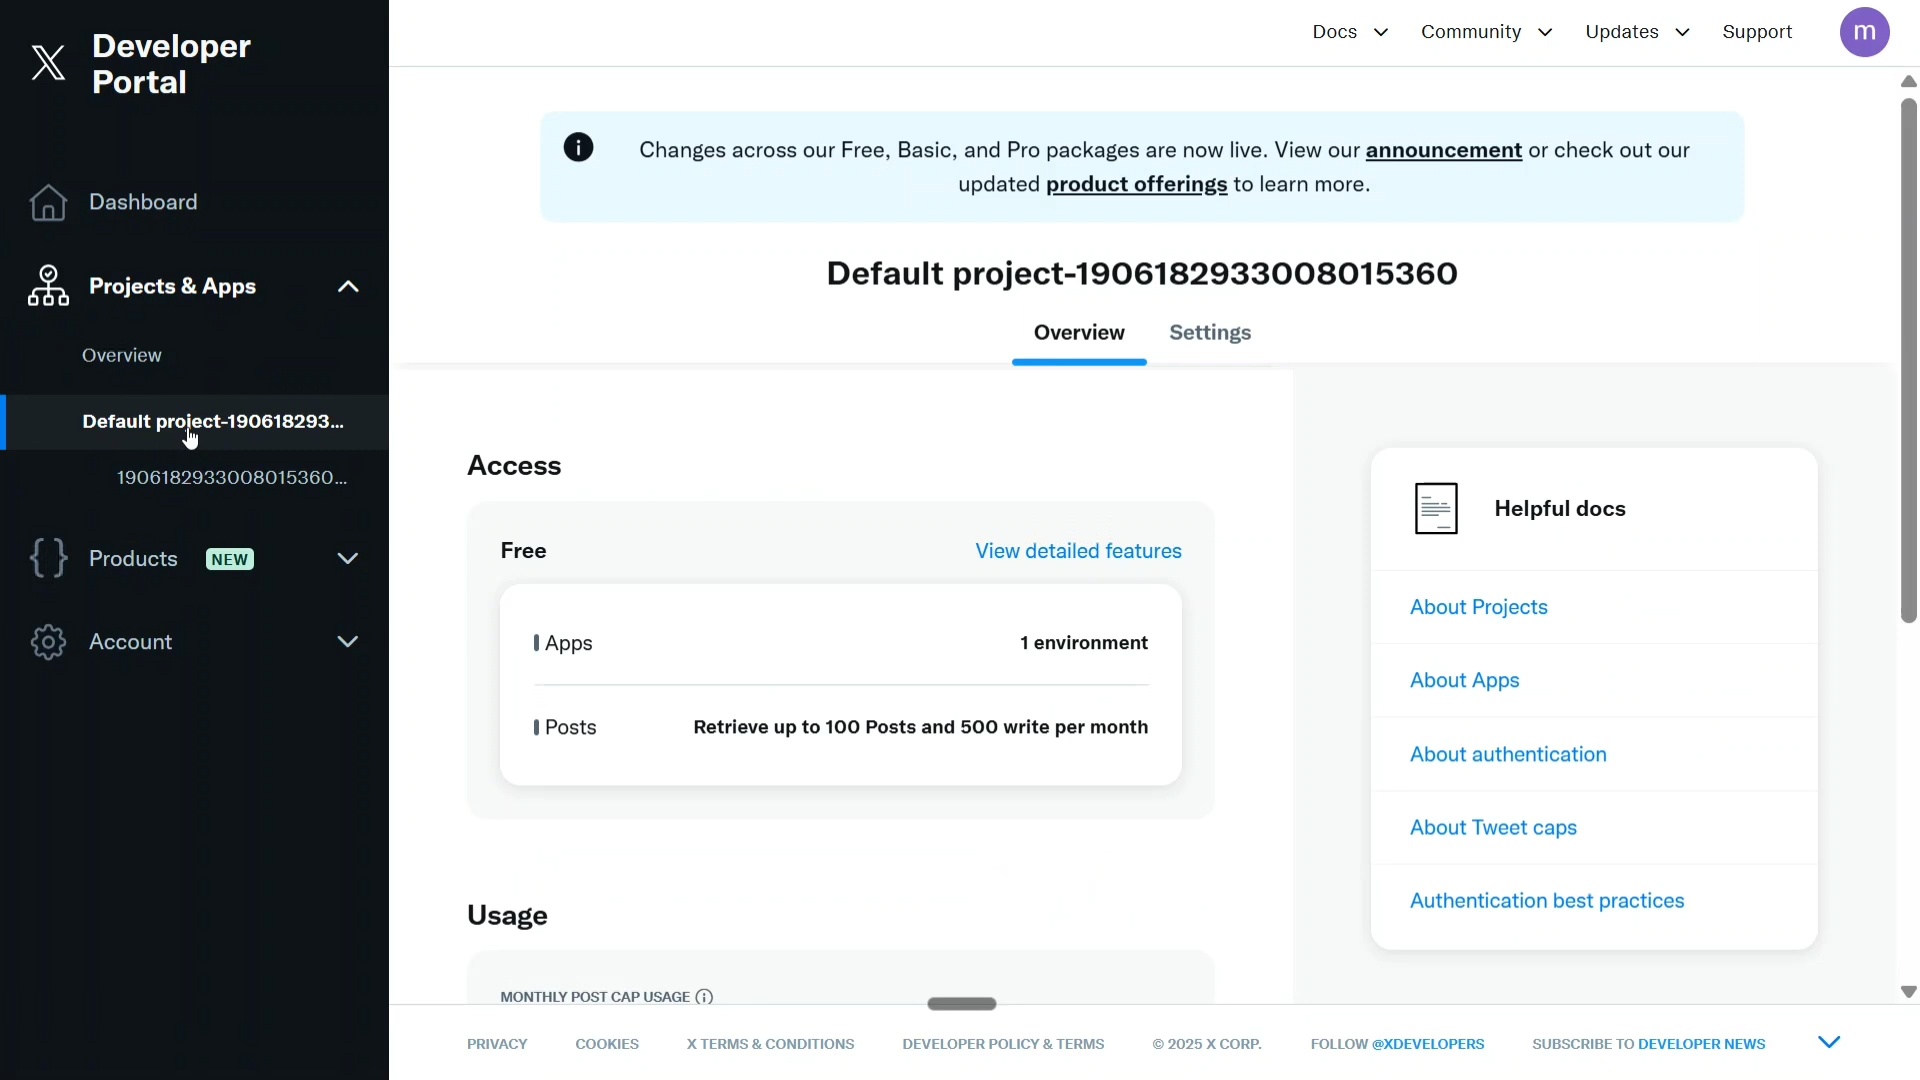 Developer
Portal
Docs
Community
Updates
Support
m
Dashboard
Projects & Apps
Overview
Default project-190618293...
1906182933008015360...
Products NEW
Account
Changes across our Free, Basic, and Pro packages are now live. View our announcement or check out our
updated product offerings to learn more.
Default project-1906182933008015360
Overview
Settings
Access
Free
View detailed features
Apps
1 environment
Posts
Retrieve up to 100 Posts and 500 write per month
Usage
MONTHLY POST CAP USAGE
Helpful docs
About Projects
About Apps
About authentication
About Tweet caps
Authentication best practices
PRIVACY
COOKIES
X TERMS & CONDITIONS
DEVELOPER POLICY & TERMS
© 2025 X CORP.
FOLLOW @XDEVELOPERS
SUBSCRIBE TO DEVELOPER NEWS